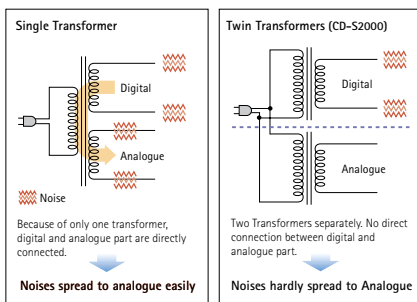 Single Transformer
Digital
Analogue
Noise
Because of only one transformer,
digital and analogue part are directly
connected.
Noises spread to analogue easily
Twin Transformers (CD-S2000)
Digital
Analogue
Two Transformers separately. No direct
connection between digital and
analogue part.
Noises hardly spread to Analogue